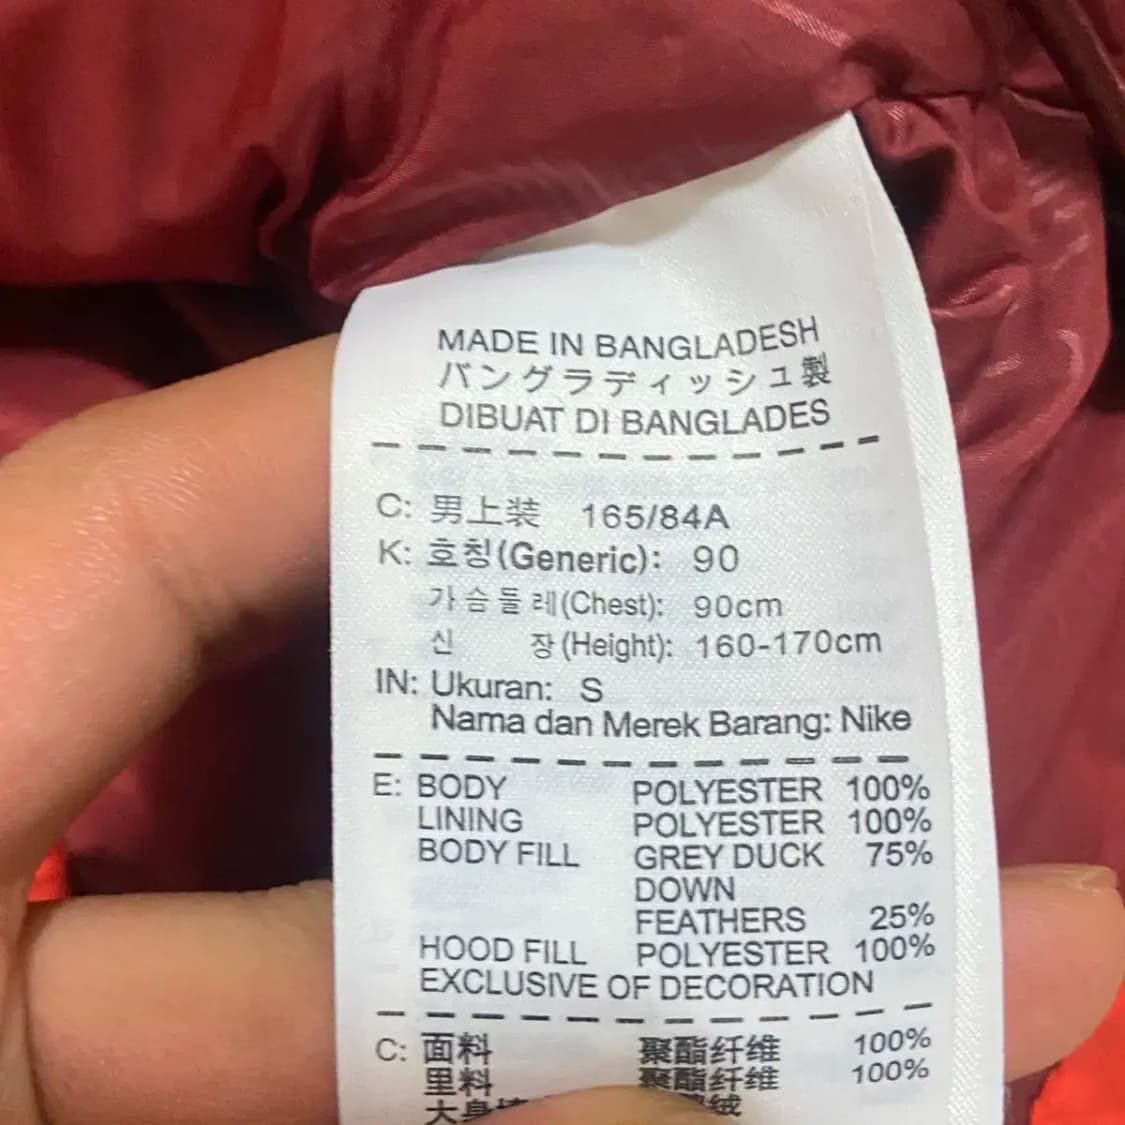 MADE IN BANGLADESH
バングラディッシュ製
DIBUAT DI BANGLADES
C: 男上装 165/84A
K: 호칭(Generic): 90
가슴둘레(Chest): 90cm
신 장(Height): 160-170cm
IN: Ukuran: S
Nama dan Merek Barang: Nike
E: BODY POLYESTER 100%
LINING POLYESTER 100%
BODY FILL GREY DUCK 75%
DOWN
FEATHERS 25%
HOOD FILL POLYESTER 100%
EXCLUSIVE OF DECORATION
C: 面料 聚酯纤维 100%
里料 聚酯纤维 100%
大身 绒